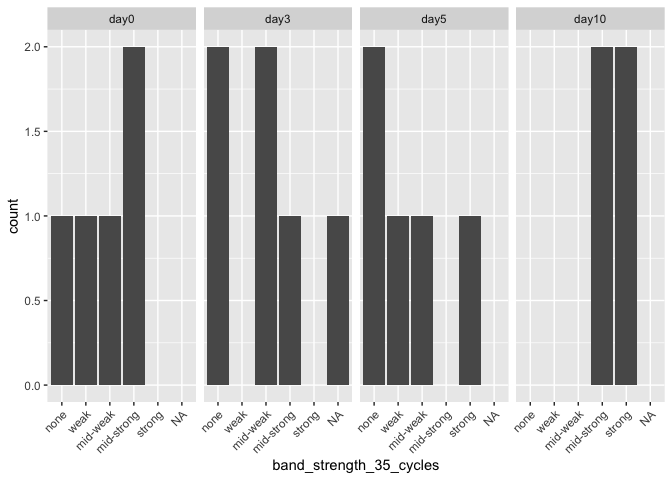 day0 day3 day5 day10
2.0
1.5
1.0
0.5
0.0
count
none weak mid-weak mid-strong strong NA none weak mid-weak mid-strong strong NA none weak mid-weak mid-strong strong NA none weak mid-weak mid-strong strong NA
band_strength_35_cycles